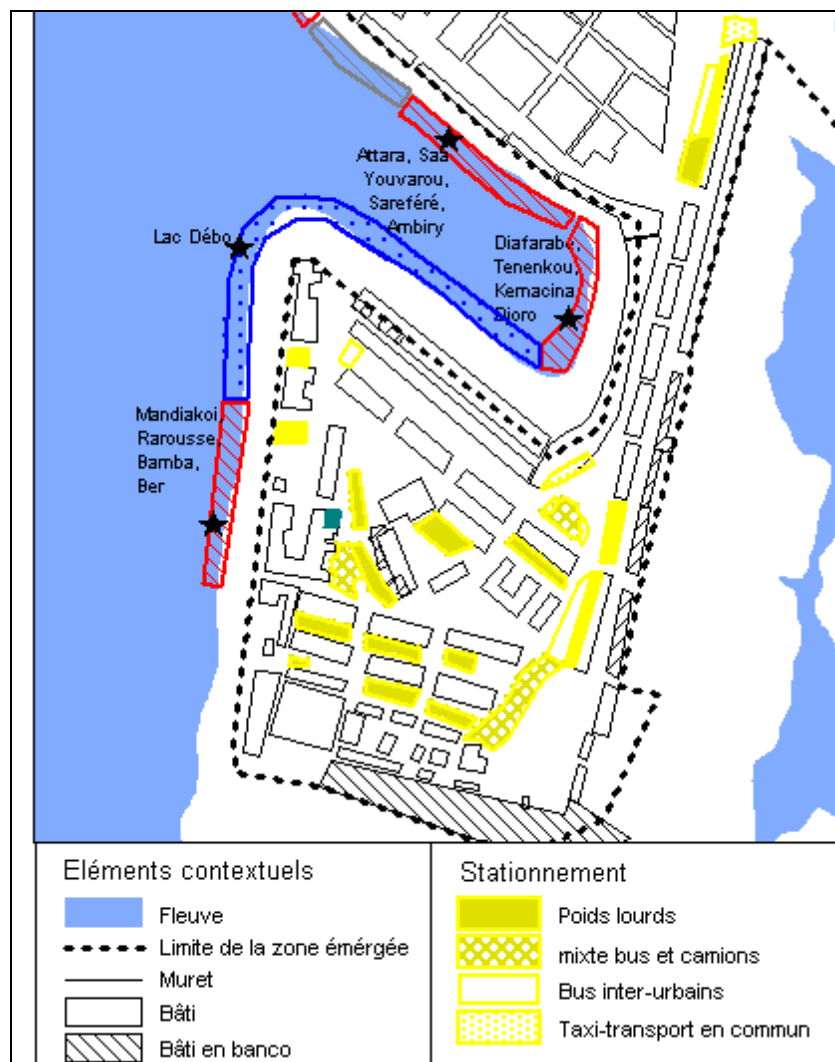 Attara, Saa
Youvarou,
Sareféré,
Ambiry
Lac Débo
Diafarabe,
Tenenkou,
Kemacina
Dioro
Mandiakoi,
Rarousse,
Bamba,
Ber
Eléments contextuels
Fleuve
Limite de la zone émérgée
Muret
Bâti
Bâti en banco
Stationnement
Poids lourds
mixte bus et camions
Bus inter-urbains
Taxi-transport en commun